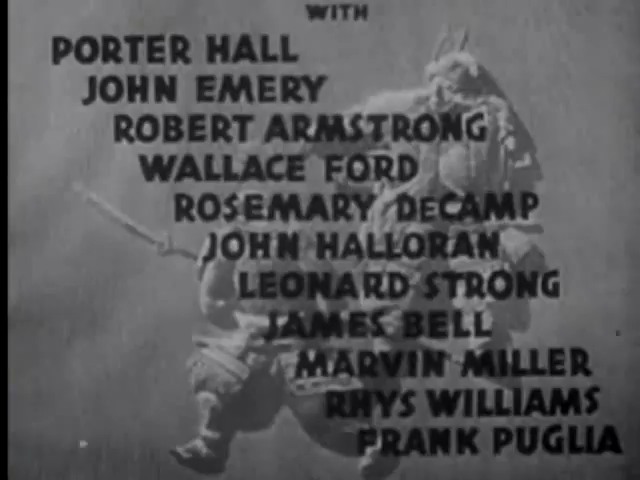 WITH
PORTER HALL
JOHN EMERY
ROBERT ARMSTRONG
WALLACE FORD
ROSEMARY DECAMP
JOHN HALLORAN
LEONARD STRONG
JAMES BELL
MARVIN MILLER
RHYS WILLIAMS
FRANK PUGLIA